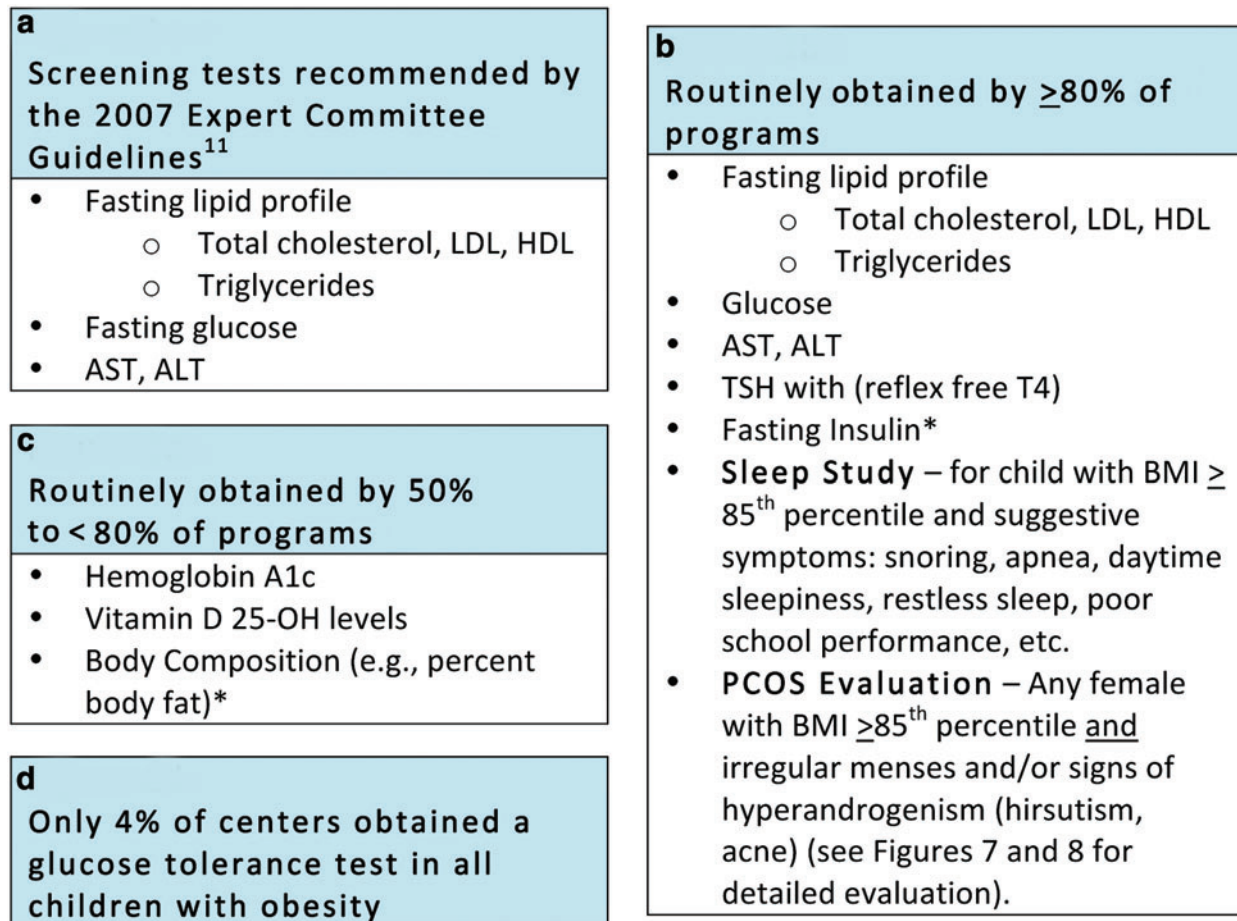 a
Screening tests recommended by
the 2007 Expert Committee
Guidelines11
• Fasting lipid profile
o Total cholesterol, LDL, HDL
o Triglycerides
• Fasting glucose
• AST, ALT
b
Routinely obtained by ≥80% of
programs
• Fasting lipid profile
o Total cholesterol, LDL, HDL
o Triglycerides
• Glucose
• AST, ALT
• TSH with (reflex free T4)
• Fasting Insulin*
• Sleep Study – for child with BMI ≥
85th percentile and suggestive
symptoms: snoring, apnea, daytime
sleepiness, restless sleep, poor
school performance, etc.
• PCOS Evaluation – Any female
with BMI ≥85th percentile and
irregular menses and/or signs of
hyperandrogenism (hirsutism,
acne) (see Figures 7 and 8 for
detailed evaluation).
c
Routinely obtained by 50%
to < 80% of programs
• Hemoglobin A1c
• Vitamin D 25-OH levels
• Body Composition (e.g., percent
body fat)*
d
Only 4% of centers obtained a
glucose tolerance test in all
children with obesity